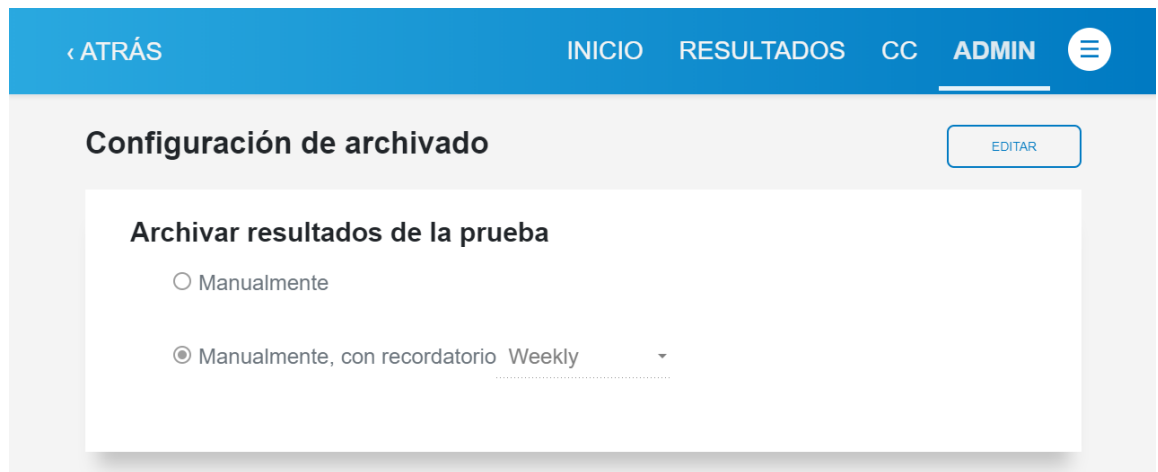 ‹ ATRÁS INICIO RESULTADOS CC ADMIN
Configuración de archivado EDITAR
Archivar resultados de la prueba
Manualmente
Manualmente, con recordatorio Weekly